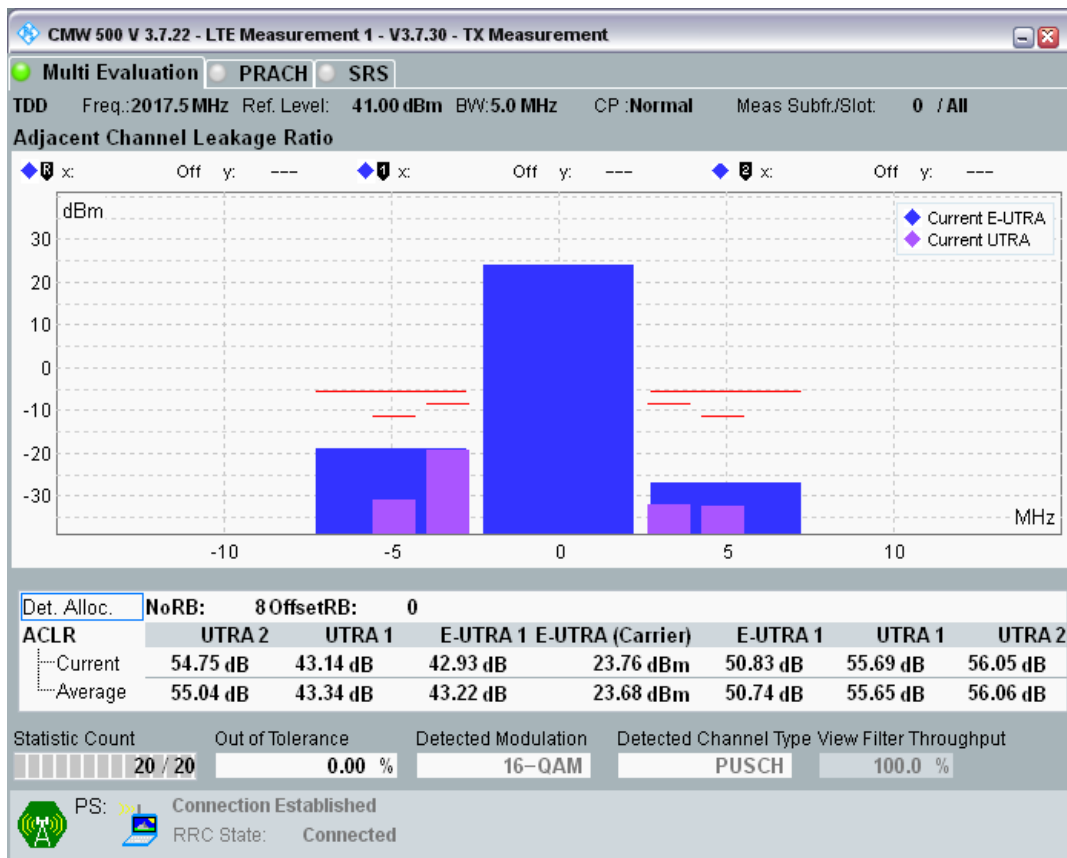 CMW 500 V 3.7.22 - LTE Measurement 1 - V3.7.30 - TX Measurement
Multi Evaluation PRACH SRS
TDD Freq.:2017.5 MHz Ref. Level: 41.00 dBm BW:5.0 MHz CP :Normal Meas Subfr./Slot: 0 / All
Adjacent Channel Leakage Ratio
R x: Off y: --- 1 x: Off y: --- 2 x: Off y: ---
dBm
Current E-UTRA
Current UTRA
30
20
10
0
-10
-20
-30
MHz
-10 -5 0 5 10
Det. Alloc. NoRB: 8 OffsetRB: 0
ACLR UTRA 2 UTRA 1 E-UTRA 1 E-UTRA (Carrier) E-UTRA 1 UTRA 1 UTRA 2
Current 54.75 dB 43.14 dB 42.93 dB 23.76 dBm 50.83 dB 55.69 dB 56.05 dB
Average 55.04 dB 43.34 dB 43.22 dB 23.68 dBm 50.74 dB 55.65 dB 56.06 dB
Statistic Count Out of Tolerance Detected Modulation Detected Channel Type View Filter Throughput
20 / 20 0.00 % 16-QAM PUSCH 100.0 %
PS: Connection Established
RRC State: Connected